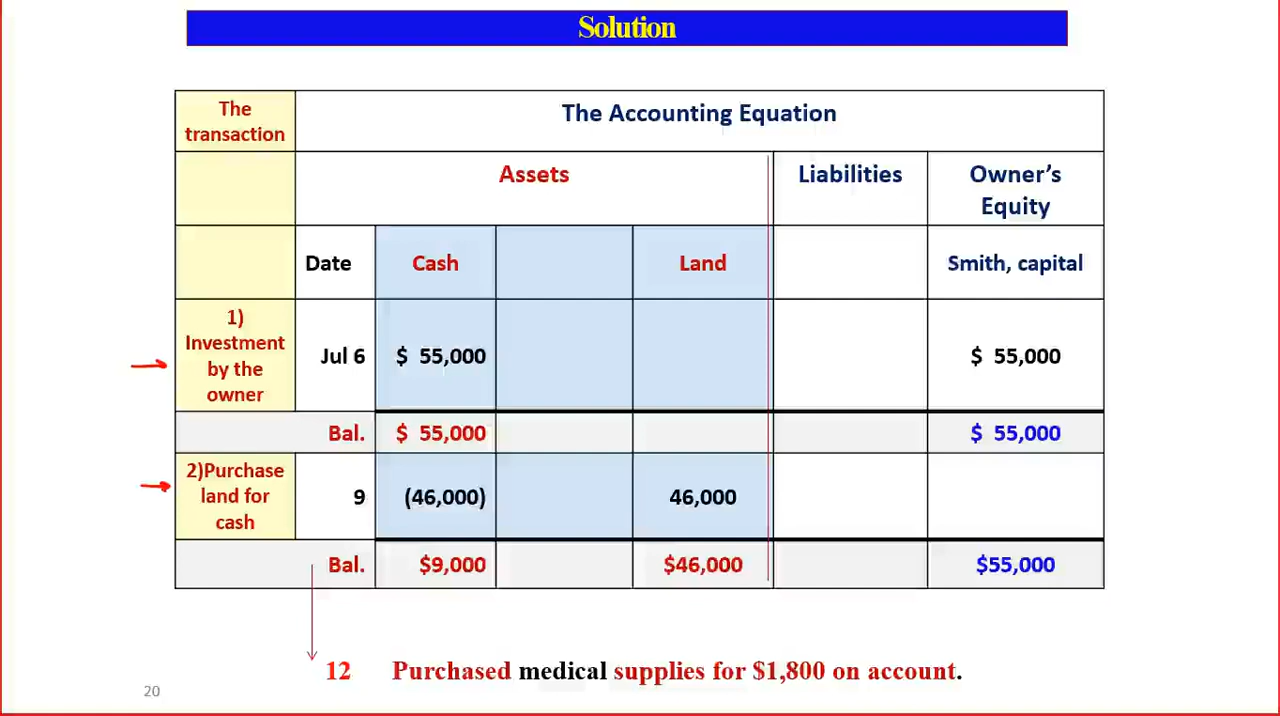 Solution
The
transaction
The Accounting Equation
Assets
Liabilities
Owner's
Equity
Date
Cash
Land
Smith, capital
1)
Investment
by the
owner
Jul 6
$ 55,000
$ 55,000
Bal.
$ 55,000
$ 55,000
2)Purchase
land for
cash
9
(46,000)
46,000
Bal.
$9,000
$46,000
$55,000
12 Purchased medical supplies for $1,800 on account.
20